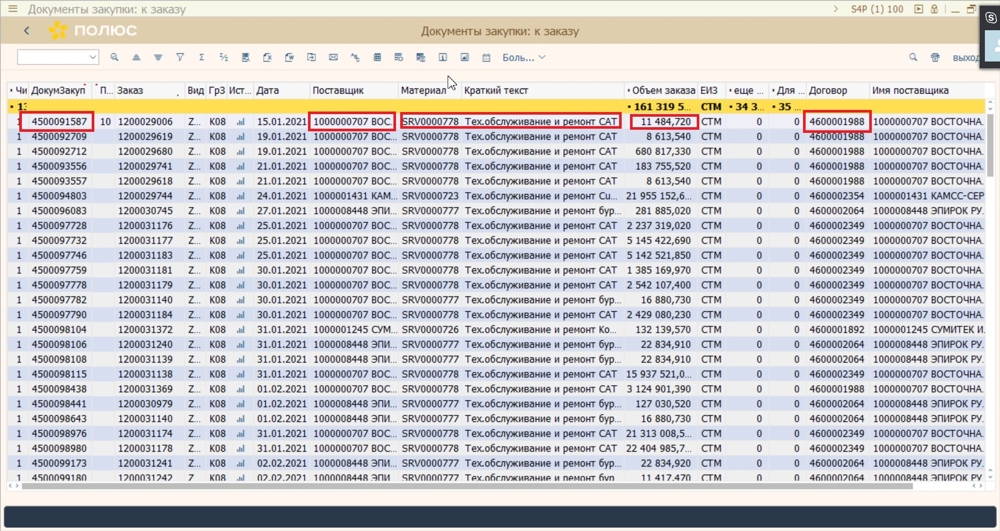 Документы закупки: к заказу
S4P (1) 100
ПОЛЮС
Документы закупки: к заказу
Боль...
выход
Чи ДокумЗакуп П... Заказ Вид ГрЗ Ист... Дата Поставщик Материал Краткий текст Объем заказа ЕИЗ еще ... Для ... Договор Имя поставщика
161 319 5... СТМ 34 3... 35 ...
1 4500091587 10 1200029006 Z... K08 15.01.2021 1000000707 ВОС... SRV0000778 Тех.обслуживание и ремонт CAT 11 484,720 СТМ 0 0 4600001988 1000000707 ВОСТОЧНА.
1 4500092709 1200029619 Z... K08 19.01.2021 1000000707 ВОС... SRV0000778 Тех.обслуживание и ремонт CAT 8 613,540 СТМ 0 0 4600001988 1000000707 ВОСТОЧНА.
1 4500092712 1200029680 Z... K08 19.01.2021 1000000707 ВОС... SRV0000778 Тех.обслуживание и ремонт CAT 680 817,330 СТМ 0 0 4600001988 1000000707 ВОСТОЧНА.
1 4500093556 1200029741 Z... K08 21.01.2021 1000000707 ВОС... SRV0000778 Тех.обслуживание и ремонт CAT 183 755,520 СТМ 0 0 4600001988 1000000707 ВОСТОЧНА.
1 4500093557 1200029618 Z... K08 21.01.2021 1000000707 ВОС... SRV0000778 Тех.обслуживание и ремонт CAT 8 613,540 СТМ 0 0 4600001988 1000000707 ВОСТОЧНА.
1 4500094803 1200029744 Z... K08 24.01.2021 1000001431 КАМ... SRV0000723 Тех.обслуживание и ремонт Cu... 21 955 152,6... СТМ 0 0 4600002354 1000001431 КАМСС-СЕР
1 4500096083 1200030745 Z... K08 27.01.2021 1000008448 ЭПИ... SRV0000777 Тех.обслуживание и ремонт бур... 281 885,020 СТМ 0 0 4600002064 1000008448 ЭПИРОК РУ.
1 4500097728 1200031176 Z... K08 25.01.2021 1000000707 ВОС... SRV0000778 Тех.обслуживание и ремонт CAT 2 237 319,020 СТМ 0 0 4600002349 1000000707 ВОСТОЧНА.
1 4500097732 1200031177 Z... K08 25.01.2021 1000000707 ВОС... SRV0000778 Тех.обслуживание и ремонт CAT 5 145 422,690 СТМ 0 0 4600002349 1000000707 ВОСТОЧНА.
1 4500097746 1200031183 Z... K08 25.01.2021 1000000707 ВОС... SRV0000778 Тех.обслуживание и ремонт CAT 5 142 521,850 СТМ 0 0 4600002349 1000000707 ВОСТОЧНА.
1 4500097759 1200031181 Z... K08 30.01.2021 1000000707 ВОС... SRV0000778 Тех.обслуживание и ремонт CAT 1 385 169,970 СТМ 0 0 4600002349 1000000707 ВОСТОЧНА.
1 4500097778 1200031179 Z... K08 30.01.2021 1000000707 ВОС... SRV0000778 Тех.обслуживание и ремонт CAT 2 542 107,400 СТМ 0 0 4600002349 1000000707 ВОСТОЧНА.
1 4500097782 1200031140 Z... K08 30.01.2021 1000000707 ВОС... SRV0000777 Тех.обслуживание и ремонт бур... 16 880,730 СТМ 0 0 4600002349 1000000707 ВОСТОЧНА.
1 4500097790 1200031184 Z... K08 30.01.2021 1000000707 ВОС... SRV0000778 Тех.обслуживание и ремонт CAT 2 429 080,230 СТМ 0 0 4600002349 1000000707 ВОСТОЧНА.
1 4500098104 1200031372 Z... K08 31.01.2021 1000001245 СУМ... SRV0000726 Тех.обслуживание и ремонт Ко... 132 139,570 СТМ 0 0 4600001892 1000001245 СУМИТЕК И.
1 4500098106 1200031240 Z... K08 31.01.2021 1000008448 ЭПИ... SRV0000777 Тех.обслуживание и ремонт бур... 22 834,910 СТМ 0 0 4600002064 1000008448 ЭПИРОК РУ.
1 4500098108 1200031139 Z... K08 31.01.2021 1000008448 ЭПИ... SRV0000777 Тех.обслуживание и ремонт бур... 22 834,910 СТМ 0 0 4600002064 1000008448 ЭПИРОК РУ.
1 4500098115 1200031138 Z... K08 31.01.2021 1000000707 ВОС... SRV0000778 Тех.обслуживание и ремонт CAT 15 937 521,0... СТМ 0 0 4600002349 1000000707 ВОСТОЧНА.
1 4500098438 1200031369 Z... K08 01.02.2021 1000000707 ВОС... SRV0000778 Тех.обслуживание и ремонт CAT 3 124 901,390 СТМ 0 0 4600001988 1000000707 ВОСТОЧНА.
1 4500098441 1200030979 Z... K08 01.02.2021 1000008448 ЭПИ... SRV0000777 Тех.обслуживание и ремонт бур... 127 030,520 СТМ 0 0 4600002064 1000008448 ЭПИРОК РУ.
1 4500098643 1200031140 Z... K08 01.02.2021 1000008448 ЭПИ... SRV0000777 Тех.обслуживание и ремонт бур... 16 880,730 СТМ 0 0 4600002064 1000008448 ЭПИРОК РУ.
1 4500098976 1200031174 Z... K08 31.01.2021 1000000707 ВОС... SRV0000778 Тех.обслуживание и ремонт CAT 21 313 008,5... СТМ 0 0 4600002349 1000000707 ВОСТОЧНА.
1 4500098980 1200031178 Z... K08 31.01.2021 1000000707 ВОС... SRV0000778 Тех.обслуживание и ремонт CAT 22 404 985,7... СТМ 0 0 4600002349 1000000707 ВОСТОЧНА.
1 4500099173 1200031241 Z... K08 02.02.2021 1000008448 ЭПИ... SRV0000777 Тех.обслуживание и ремонт бур... 22 834,920 СТМ 0 0 4600002064 1000008448 ЭПИРОК РУ.
1 4500099180 1200031242 Z K08 02.02.2021 1000008448 ЭПИ SRV0000777 Тех.обслуживание и ремонт бур 11 417,470 СТМ 0 0 4600002064 1000008448 ЭПИРОК РУ